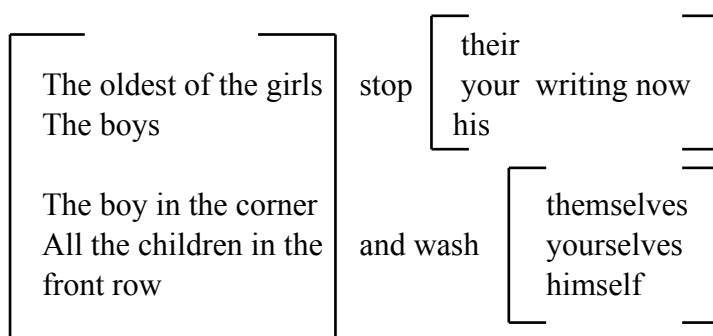 their
The oldest of the girls stop your writing now
The boys his
The boy in the corner themselves
All the children in the and wash yourselves
front row himself